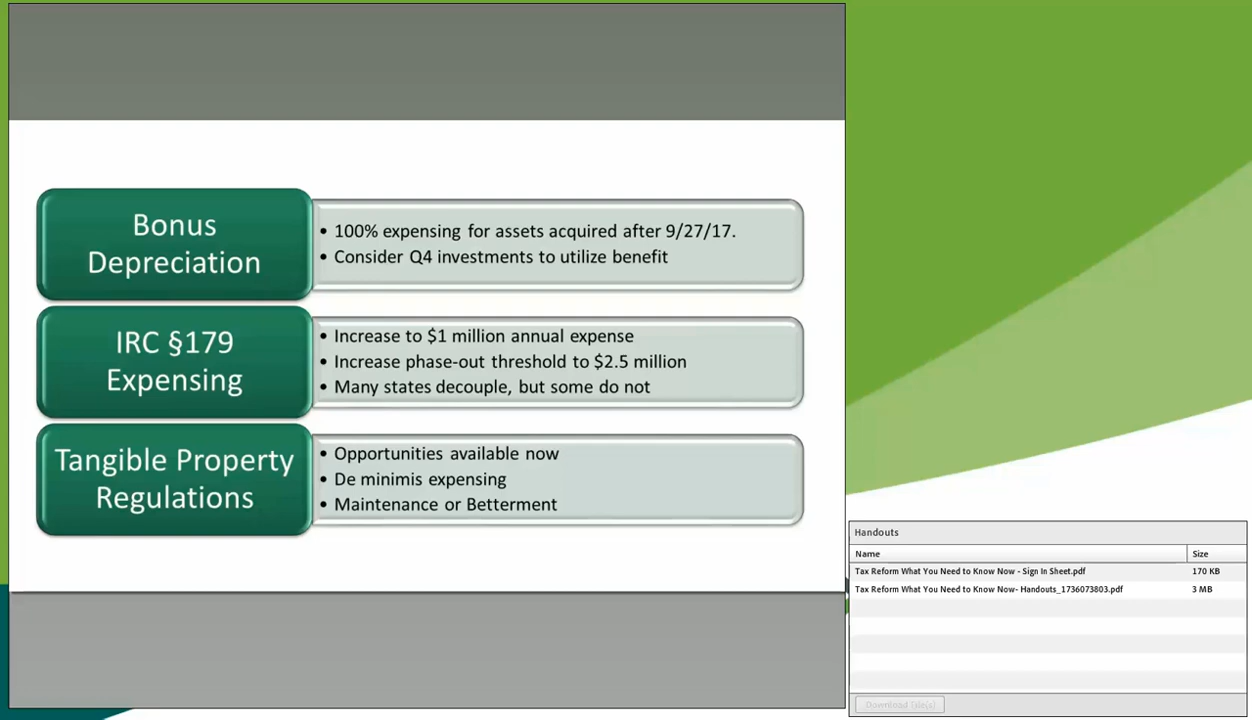 Bonus
Depreciation
• 100% expensing for assets acquired after 9/27/17.
• Consider Q4 investments to utilize benefit
IRC §179
Expensing
• Increase to $1 million annual expense
• Increase phase-out threshold to $2.5 million
• Many states decouple, but some do not
Tangible Property
Regulations
• Opportunities available now
• De minimis expensing
• Maintenance or Betterment
Handouts
Name Size
Tax Reform What You Need to Know Now - Sign In Sheet.pdf 170 KB
Tax Reform What You Need to Know Now- Handouts_1736073803.pdf 3 MB
Download File(s)